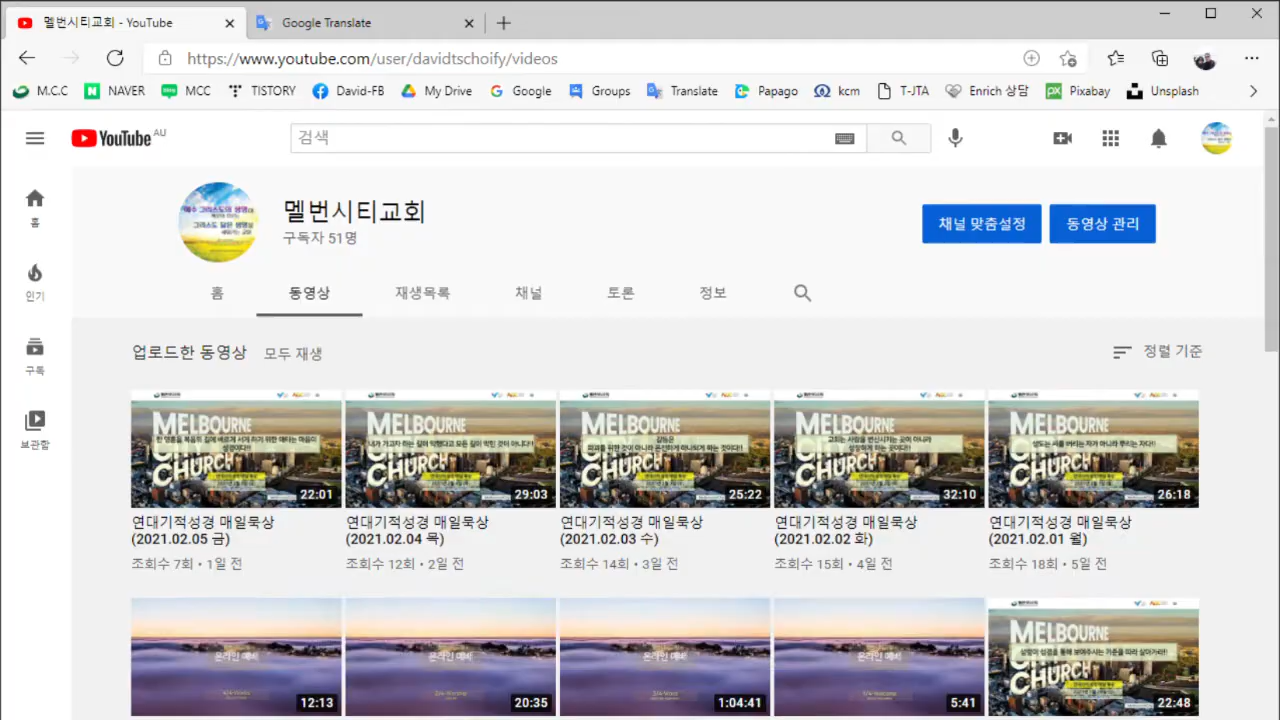 멜번시티교회 - YouTube
Google Translate
https://www.youtube.com/user/davidtschoify/videos
M.C.C
NAVER
MCC
TISTORY
David-FB
My Drive
Google
Groups
Translate
Papago
kcm
T-JTA
Enrich 상담
Pixabay
Unsplash
YouTube AU
검색
홈
인기
구독
보관함
멜번시티교회
구독자 51명
채널 맞춤설정
동영상 관리
홈
동영상
재생목록
채널
토론
정보
업로드한 동영상
모두 재생
정렬 기준
MELBOURNE
CHURCH
22:01
연대기적성경 매일묵상
(2021.02.05 금)
조회수 7회 • 1일 전
MELBOURNE
CHURCH
29:03
연대기적성경 매일묵상
(2021.02.04 목)
조회수 12회 • 2일 전
MELBOURNE
CHURCH
25:22
연대기적성경 매일묵상
(2021.02.03 수)
조회수 14회 • 3일 전
MELBOURNE
CHURCH
32:10
연대기적성경 매일묵상
(2021.02.02 화)
조회수 15회 • 4일 전
MELBOURNE
CHURCH
26:18
연대기적성경 매일묵상
(2021.02.01 월)
조회수 18회 • 5일 전
온라인 예배
12:13
온라인 예배
20:35
온라인 예배
1:04:41
온라인 예배
5:41
MELBOURNE
CHURCH
22:48